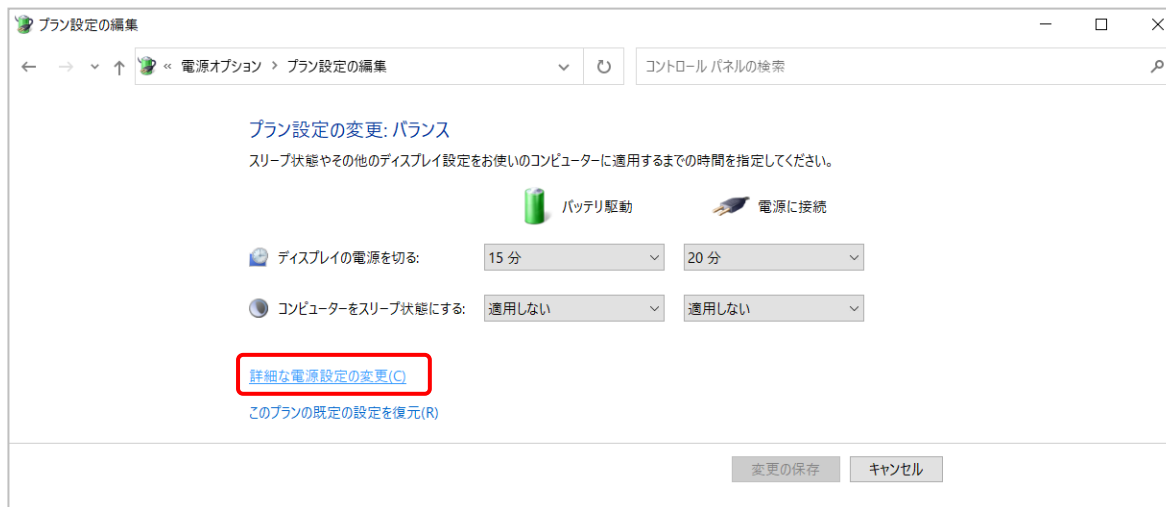 プラン設定の編集
« 電源オプション > プラン設定の編集
コントロール パネルの検索
プラン設定の変更: バランス
スリープ状態やその他のディスプレイ設定をお使いのコンピューターに適用するまでの時間を指定してください。
バッテリ駆動 電源に接続
ディスプレイの電源を切る: 15 分 20 分
コンピューターをスリープ状態にする: 適用しない 適用しない
詳細な電源設定の変更(C)
このプランの既定の設定を復元(R)
変更の保存 キャンセル